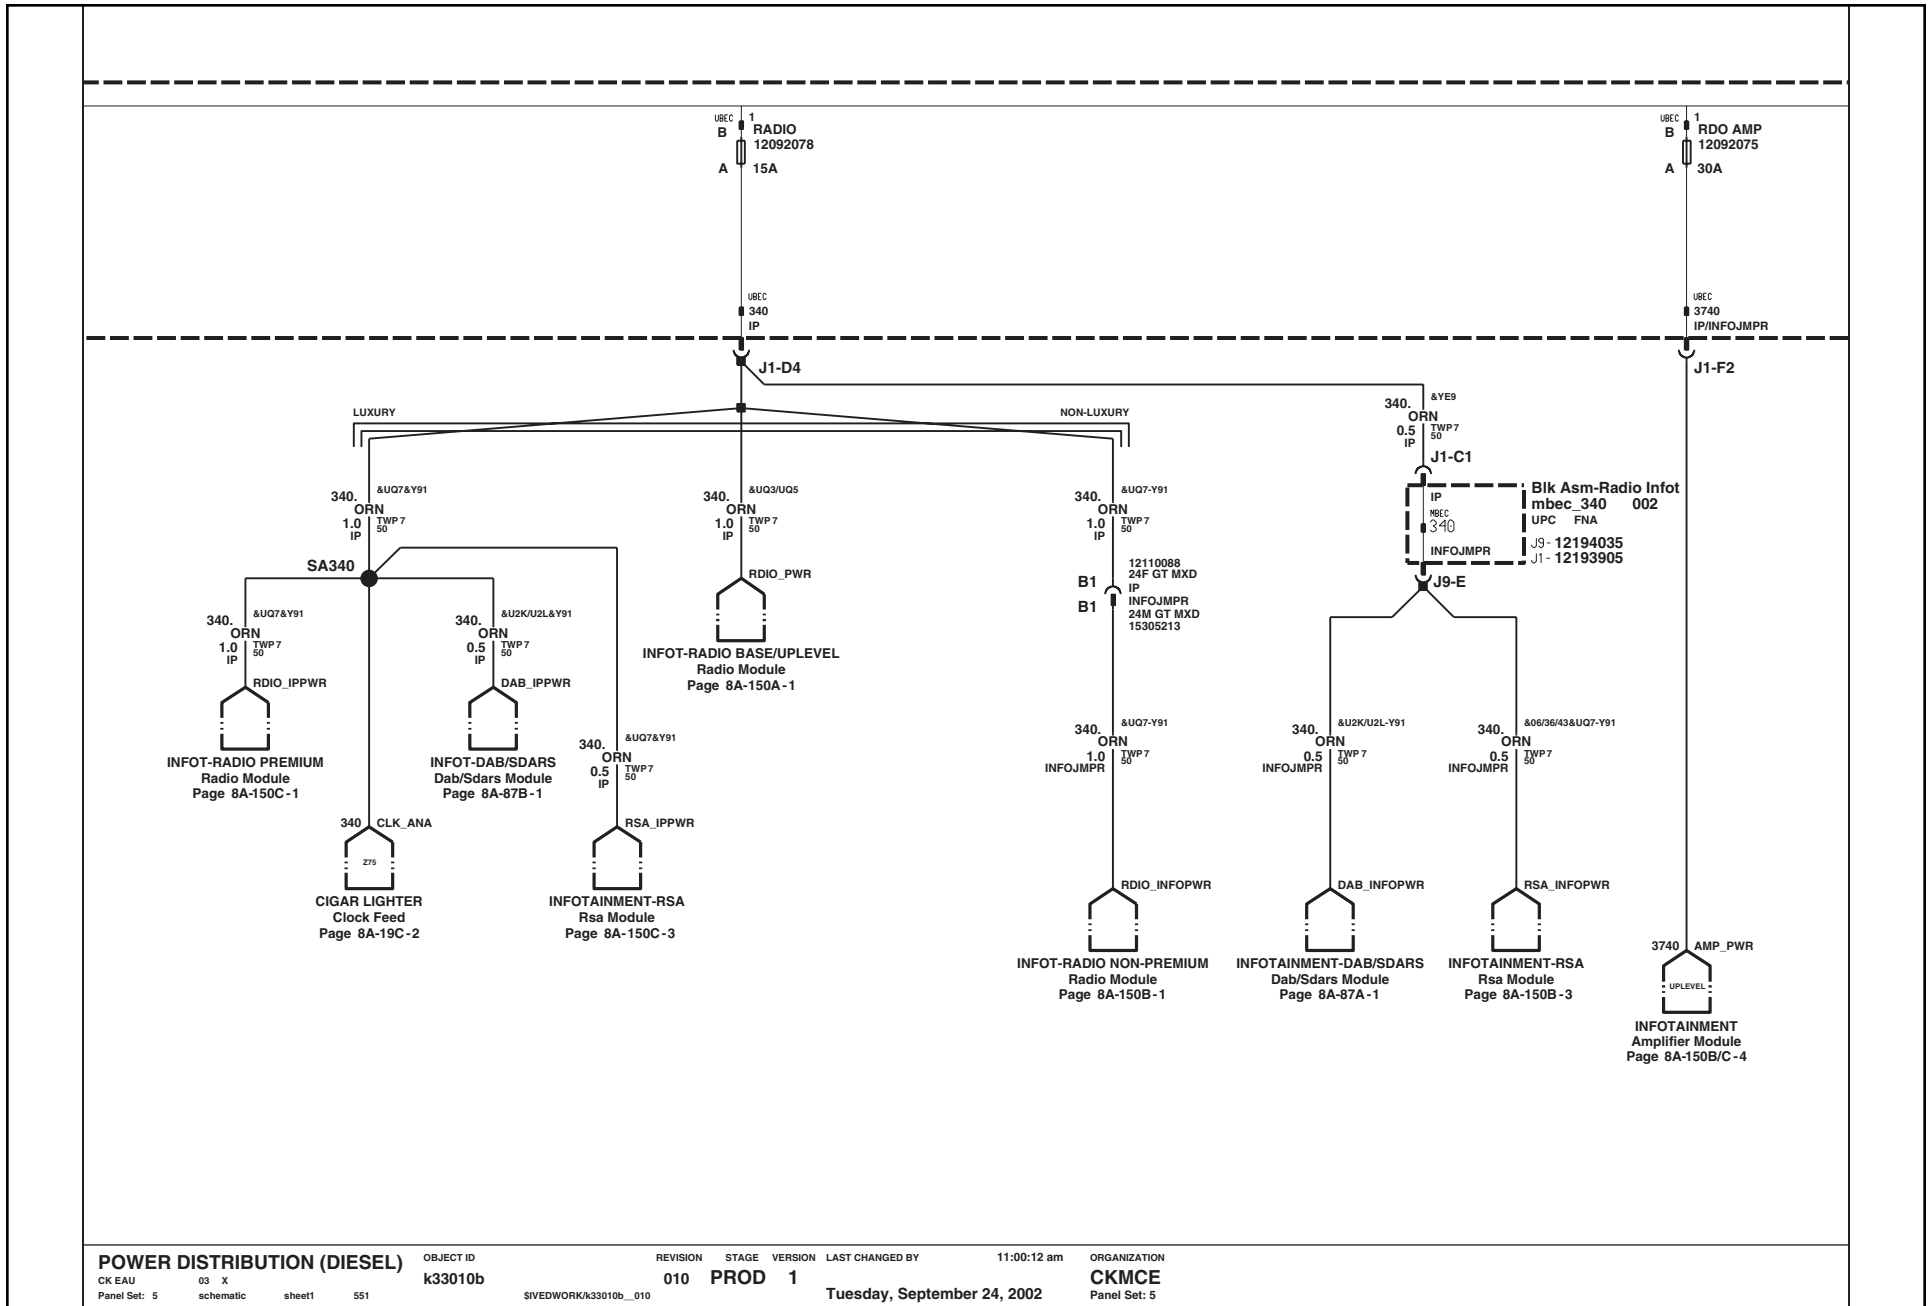 UBEC 1
B RADIO
12092078
A 15A
UBEC
340
IP
UBEC 1
B RDO AMP
12092075
A 30A
UBEC
3740
IP/INFOJMPR
J1-D4
J1-F2
LUXURY
NON-LUXURY
340. &YE9
ORN
0.5 TWP7
IP 50
J1-C1
340. &UQ7&Y91
ORN
1.0 TWP7
IP 50
340. &UQ3/UQ5
ORN
1.0 TWP7
IP 50
340. &UQ7-Y91
ORN
1.0 TWP7
IP 50
IP
MBEC
340
INFOJMPR
Blk Asm-Radio Infot
mbec_340 002
UPC FNA
J9- 12194035
J1- 12193905
J9-E
SA340
RDIO_PWR
INFOT-RADIO BASE/UPLEVEL
Radio Module
Page 8A-150A-1
12110088
24F GT MXD
B1 IP
B1 INFOJMPR
24M GT MXD
15305213
340. &UQ7&Y91
ORN
1.0 TWP7
IP 50
340. &U2K/U2L&Y91
ORN
0.5 TWP7
IP 50
RDIO_IPPWR
INFOT-RADIO PREMIUM
Radio Module
Page 8A-150C-1
DAB_IPPWR
INFOT-DAB/SDARS
Dab/Sdars Module
Page 8A-87B-1
340. &UQ7&Y91
ORN
0.5 TWP7
IP 50
340. &UQ7-Y91
ORN
1.0 TWP7
INFOJMPR 50
340. &U2K/U2L-Y91
ORN
0.5 TWP7
INFOJMPR 50
340. &06/36/43&UQ7-Y91
ORN
0.5 TWP7
INFOJMPR 50
340 CLK_ANA
Z75
CIGAR LIGHTER
Clock Feed
Page 8A-19C-2
RSA_IPPWR
INFOTAINMENT-RSA
Rsa Module
Page 8A-150C-3
RDIO_INFOPWR
INFOT-RADIO NON-PREMIUM
Radio Module
Page 8A-150B-1
DAB_INFOPWR
INFOTAINMENT-DAB/SDARS
Dab/Sdars Module
Page 8A-87A-1
RSA_INFOPWR
INFOTAINMENT-RSA
Rsa Module
Page 8A-150B-3
3740 AMP_PWR
UPLEVEL
INFOTAINMENT
Amplifier Module
Page 8A-150B/C-4
POWER DISTRIBUTION (DIESEL) OBJECT ID REVISION STAGE VERSION LAST CHANGED BY 11:00:12 am ORGANIZATION
CK EAU 03 X k33010b 010 PROD 1 CKMCE
Panel Set: 5 schematic sheet1 551 $IVEDWORK/k33010b__010 Tuesday, September 24, 2002 Panel Set: 5